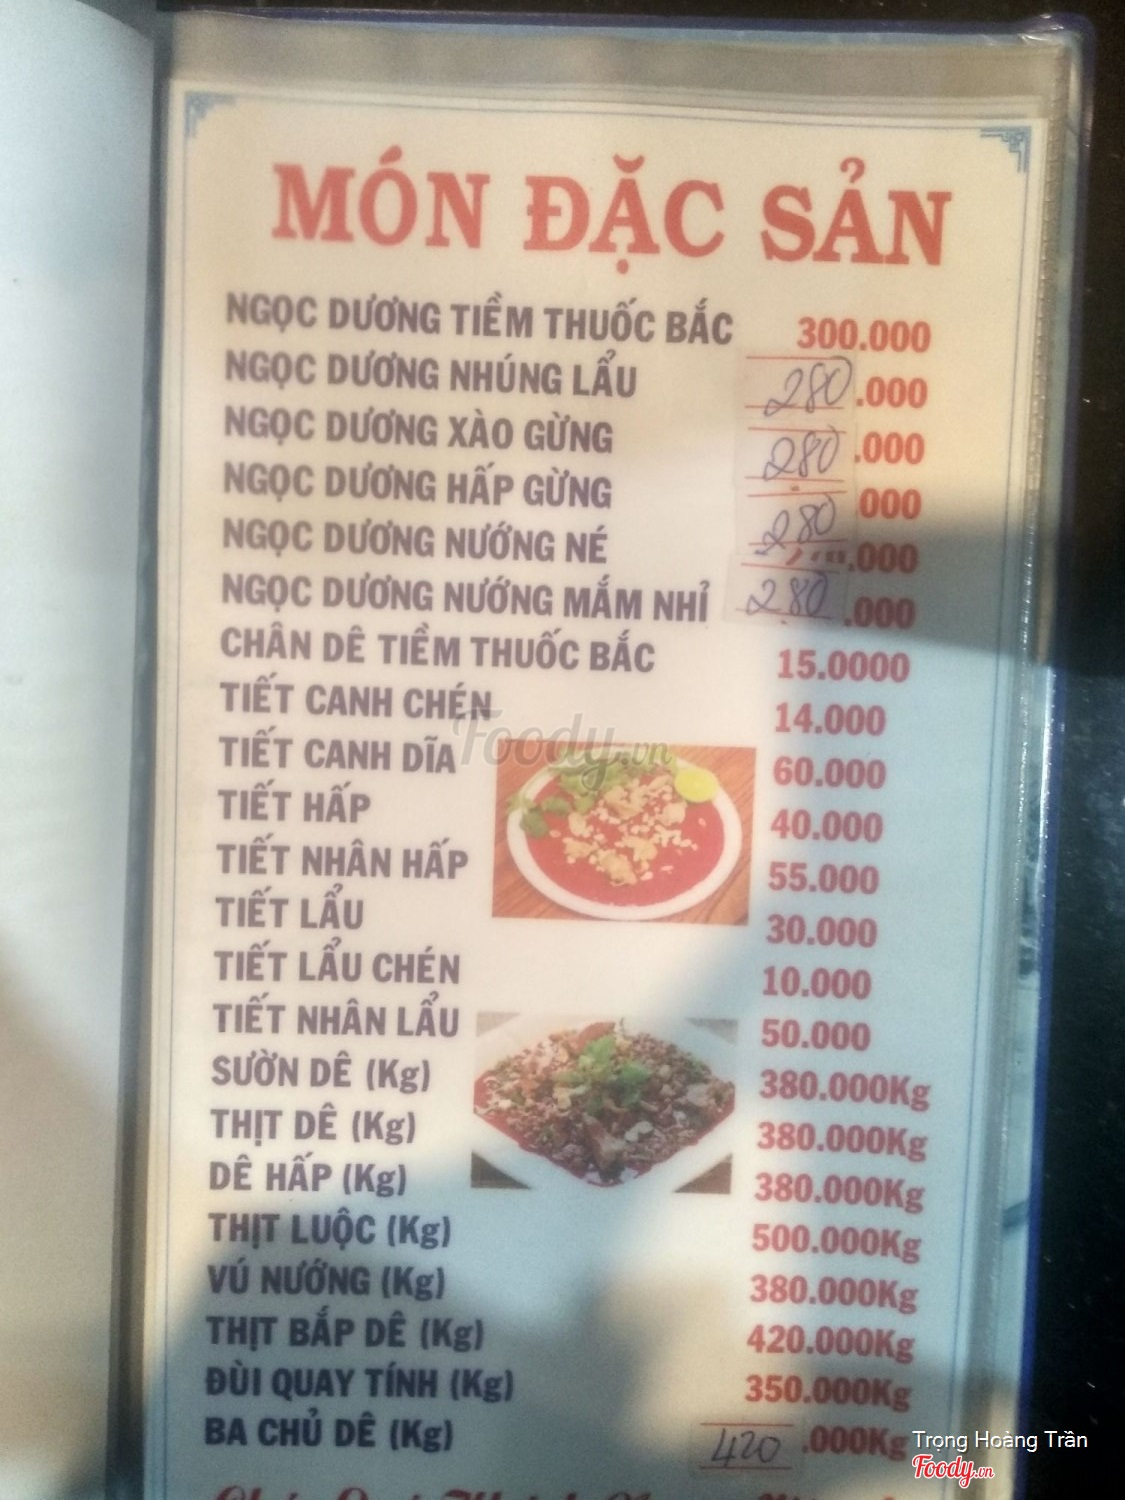 MÓN ĐẶC SẢN
NGỌC DƯƠNG TIỀM THUỐC BẮC 300.000
NGỌC DƯƠNG NHÚNG LẨU 280.000
NGỌC DƯƠNG XÀO GỪNG 280.000
NGỌC DƯƠNG HẤP GỪNG 280.000
NGỌC DƯƠNG NƯỚNG NÉ .000
NGỌC DƯƠNG NƯỚNG MẮM NHỈ 280.000
CHÂN DÊ TIỀM THUỐC BẮC 15.0000
TIẾT CANH CHÉN 14.000
TIẾT CANH DĨA 60.000
TIẾT HẤP 40.000
TIẾT NHÂN HẤP 55.000
TIẾT LẨU 30.000
TIẾT LẨU CHÉN 10.000
TIẾT NHÂN LẨU 50.000
SƯỜN DÊ (Kg) 380.000Kg
THỊT DÊ (Kg) 380.000Kg
DÊ HẤP (Kg) 380.000Kg
THỊT LUỘC (Kg) 500.000Kg
VÚ NƯỚNG (Kg) 380.000Kg
THỊT BẮP DÊ (Kg) 420.000Kg
ĐÙI QUAY TÍNH (Kg) 350.000Kg
BA CHỦ DÊ (Kg) 420.000Kg
Foody.vn
Trọng Hoàng Trần
Foody.vn